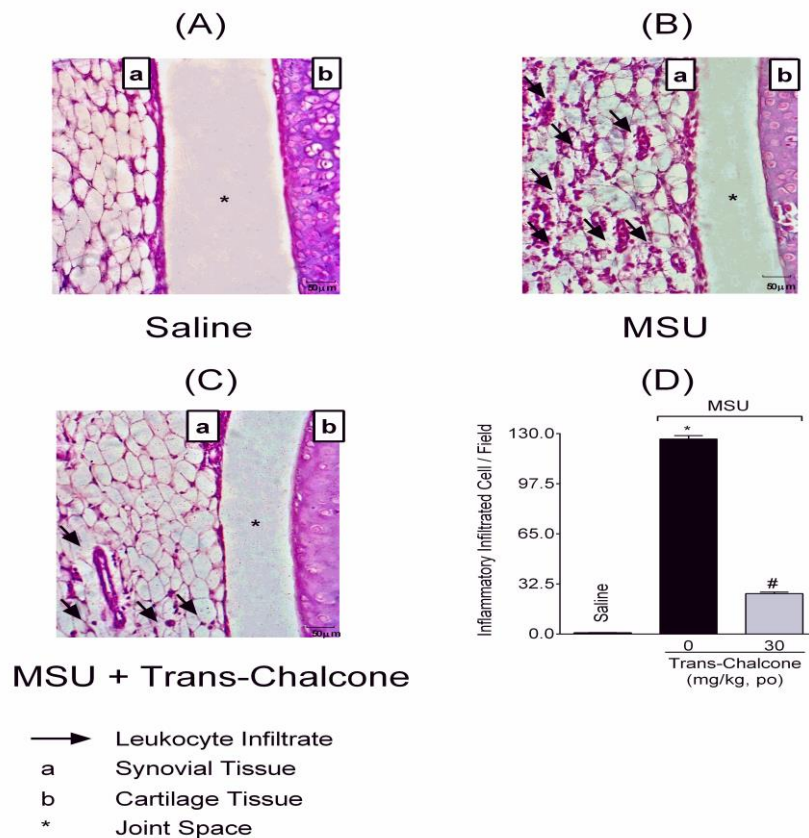 (A)
(B)
a
b
a
b
*
*
50µm
50µm
Saline
MSU
(C)
(D)
a
b
*
50µm
MSU + Trans-Chalcone
MSU
Inflammatory Infiltrated Cell / Field
130.0
97.5
65.0
32.5
0.0
*
#
Saline
0
30
Trans-Chalcone
(mg/kg, po)
Leukocyte Infiltrate
a Synovial Tissue
b Cartilage Tissue
* Joint Space